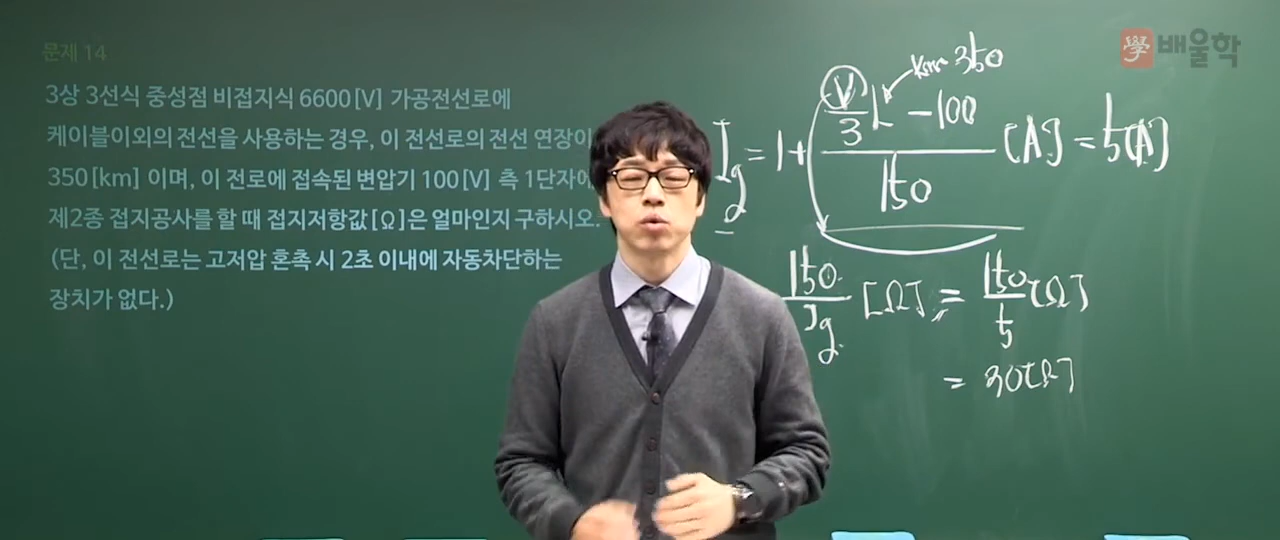 문제 14
3상 3선식 중성점 비접지식 6600[V] 가공전선로에
케이블이외의 전선을 사용하는 경우, 이 전선로의 전선 연장이
350[km] 이며, 이 전로에 접속된 변압기 100[V] 측 1단자에
제2종 접지공사를 할 때 접지저항값[Ω]은 얼마인지 구하시오.
(단, 이 전선로는 고저압 혼촉 시 2초 이내에 자동차단하는
장치가 없다.)
學 배울학
km 350
Ig = 1 + (V/3 L - 100)/150 [A] = 5[A]
150/Ig [Ω] = 150/5 [Ω]
= 30[Ω]